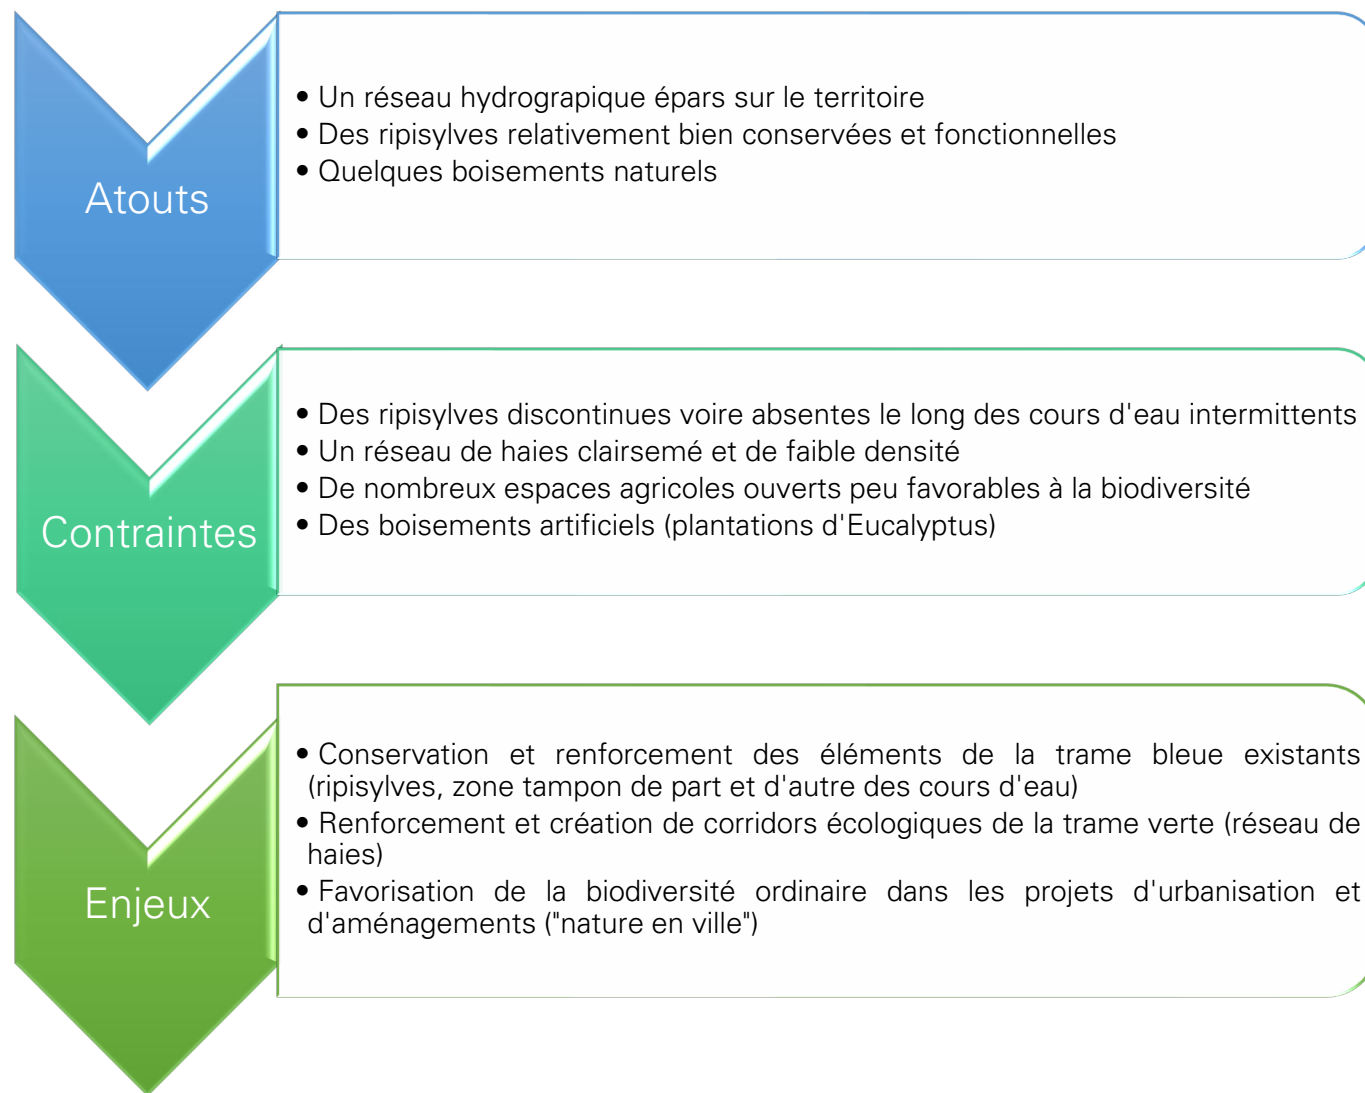 Atouts
• Un réseau hydrograpique épars sur le territoire
• Des ripisylves relativement bien conservées et fonctionnelles
• Quelques boisements naturels
Contraintes
• Des ripisylves discontinues voire absentes le long des cours d'eau intermittents
• Un réseau de haies clairsemé et de faible densité
• De nombreux espaces agricoles ouverts peu favorables à la biodiversité
• Des boisements artificiels (plantations d'Eucalyptus)
Enjeux
• Conservation et renforcement des éléments de la trame bleue existants
(ripisylves, zone tampon de part et d'autre des cours d'eau)
• Renforcement et création de corridors écologiques de la trame verte (réseau de
haies)
• Favorisation de la biodiversité ordinaire dans les projets d'urbanisation et
d'aménagements ("nature en ville")